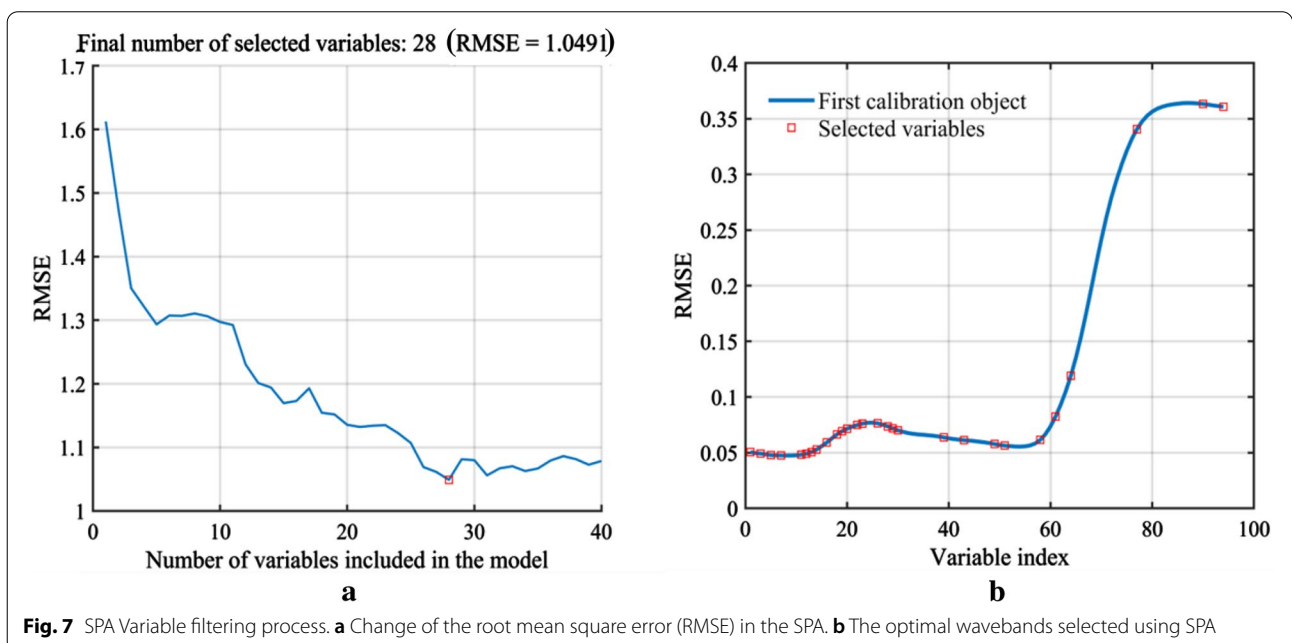 Final number of selected variables: 28 (RMSE = 1.0491)
1.7
1.6
1.5
1.4
1.3
1.2
1.1
1
RMSE
0
10
20
30
40
Number of variables included in the model
a
0.4
0.35
0.3
0.25
0.2
0.15
0.1
0.05
0
RMSE
First calibration object
Selected variables
0
20
40
60
80
100
Variable index
b
Fig. 7 SPA Variable filtering process. a Change of the root mean square error (RMSE) in the SPA. b The optimal wavebands selected using SPA